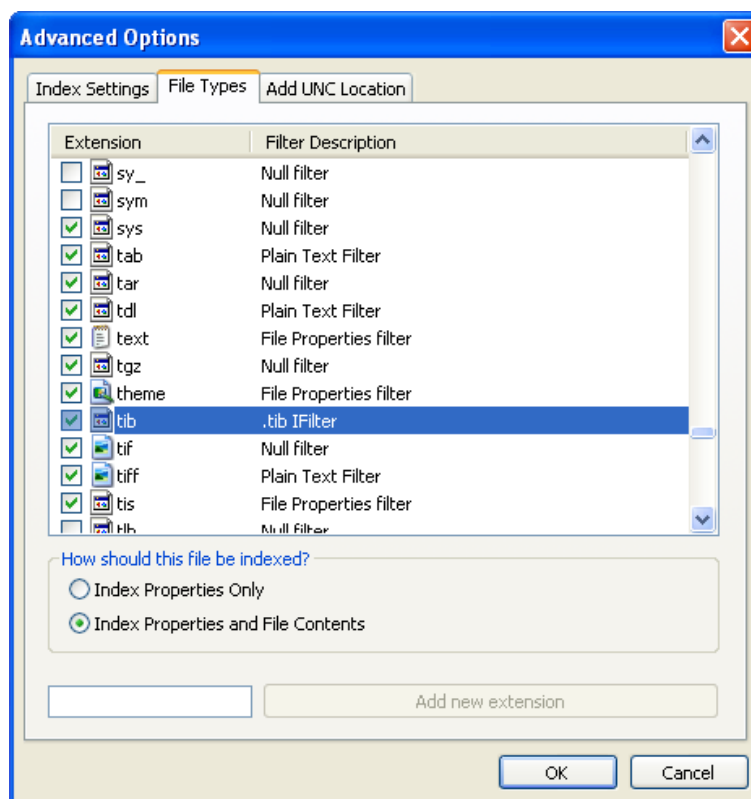 Advanced Options
Index Settings File Types Add UNC Location
Extension Filter Description
sy_ Null filter
sym Null filter
sys Null filter
tab Plain Text Filter
tar Null filter
tdl Plain Text Filter
text File Properties filter
tgz Null filter
theme File Properties filter
tib .tib IFilter
tif Null filter
tiff Plain Text Filter
tis File Properties filter
tlb Null filter
How should this file be indexed?
Index Properties Only
Index Properties and File Contents
Add new extension
OK Cancel